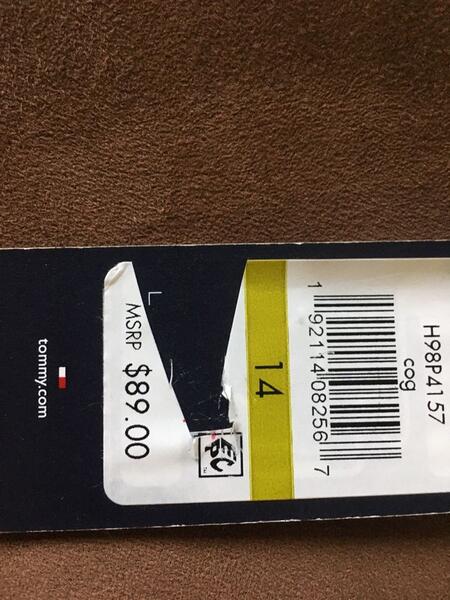 H98P4157
cog
1 92114 08256 7
14
MSRP $89.00
tommy.com